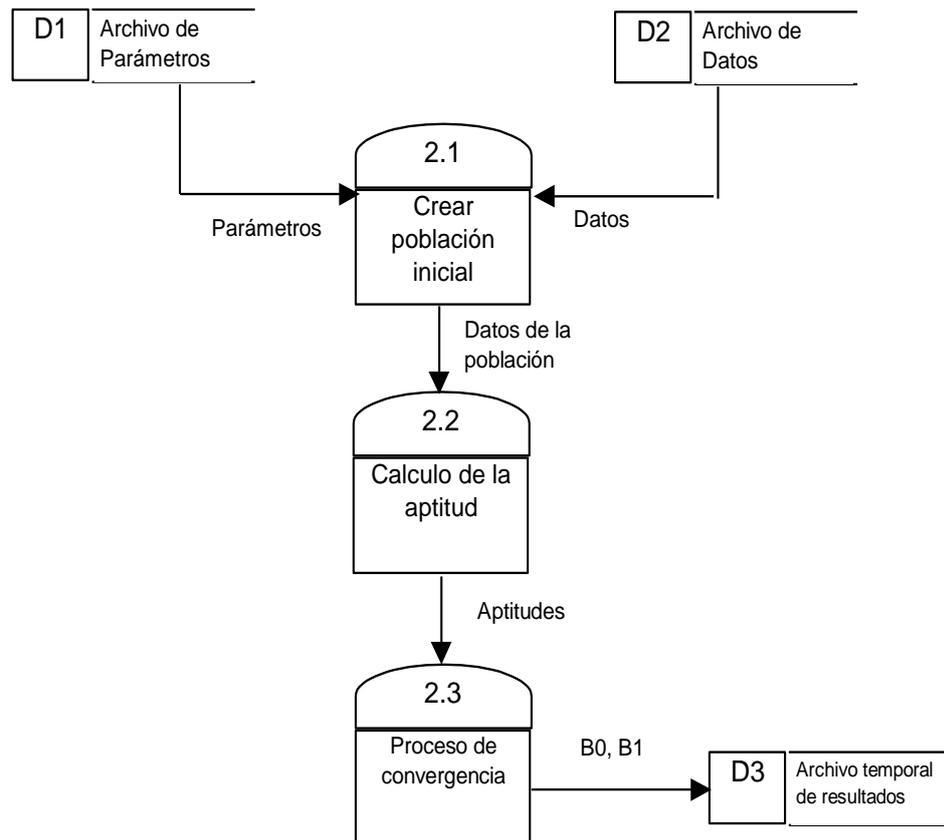 D1
Archivo de
Parámetros
D2
Archivo de
Datos
2.1
Crear
población
inicial
Parámetros
Datos
Datos de la
población
2.2
Calculo de la
aptitud
Aptitudes
2.3
Proceso de
convergencia
B0, B1
D3
Archivo temporal
de resultados